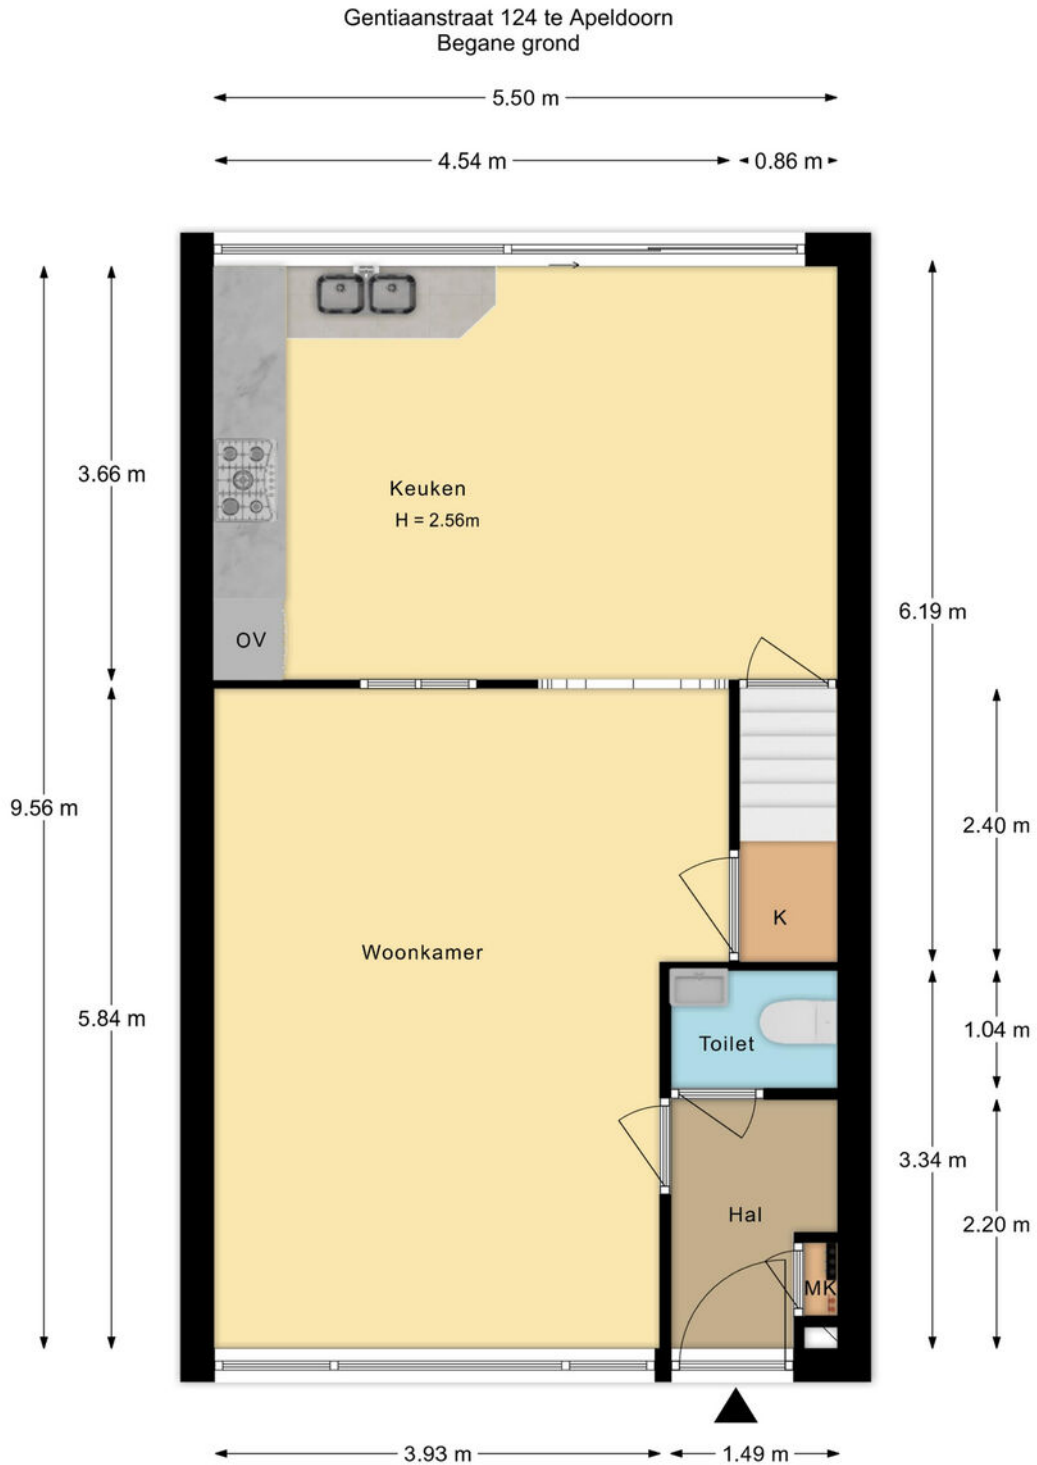 Gentiaanstraat 124 te Apeldoorn
Begane grond
5.50 m
4.54 m
0.86 m
Keuken
H = 2.56m
3.66 m
OV
6.19 m
9.56 m
2.40 m
K
Woonkamer
5.84 m
Toilet
1.04 m
3.34 m
Hal
2.20 m
MK
3.93 m
1.49 m